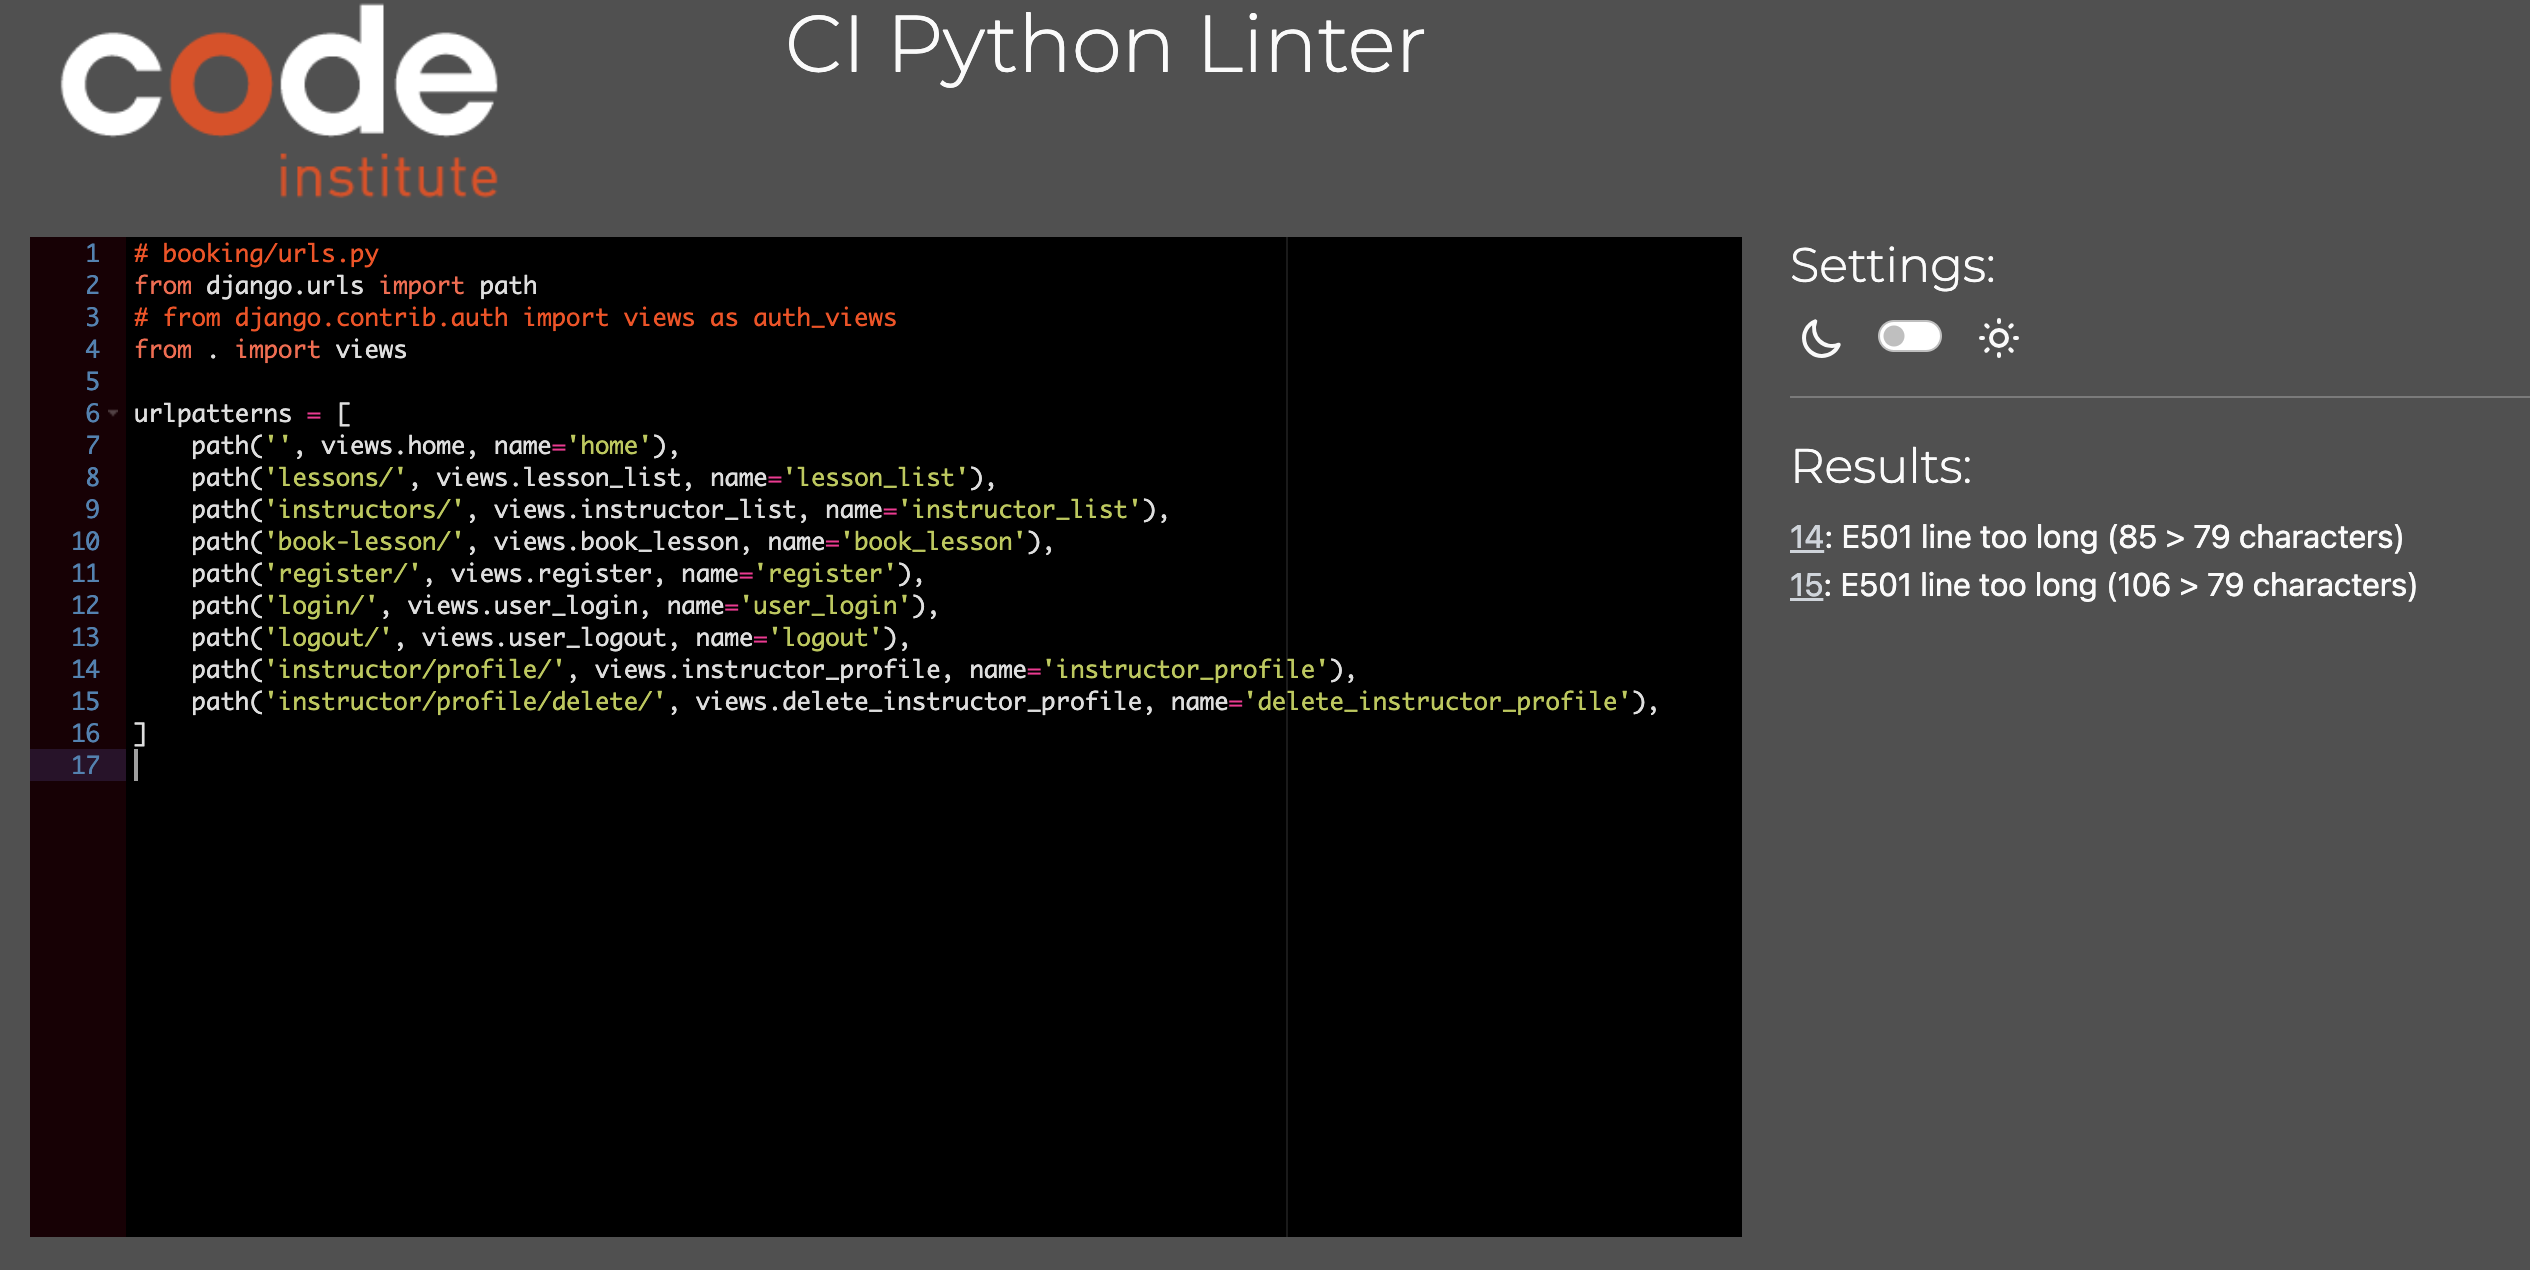 code
institute
CI Python Linter
1 # booking/urls.py
2 from django.urls import path
3 # from django.contrib.auth import views as auth_views
4 from . import views
5
6 urlpatterns = [
7     path('', views.home, name='home'),
8     path('lessons/', views.lesson_list, name='lesson_list'),
9     path('instructors/', views.instructor_list, name='instructor_list'),
10     path('book-lesson/', views.book_lesson, name='book_lesson'),
11     path('register/', views.register, name='register'),
12     path('login/', views.user_login, name='user_login'),
13     path('logout/', views.user_logout, name='logout'),
14     path('instructor/profile/', views.instructor_profile, name='instructor_profile'),
15     path('instructor/profile/delete/', views.delete_instructor_profile, name='delete_instructor_profile'),
16 ]
17
Settings:
Results:
14: E501 line too long (85 > 79 characters)
15: E501 line too long (106 > 79 characters)